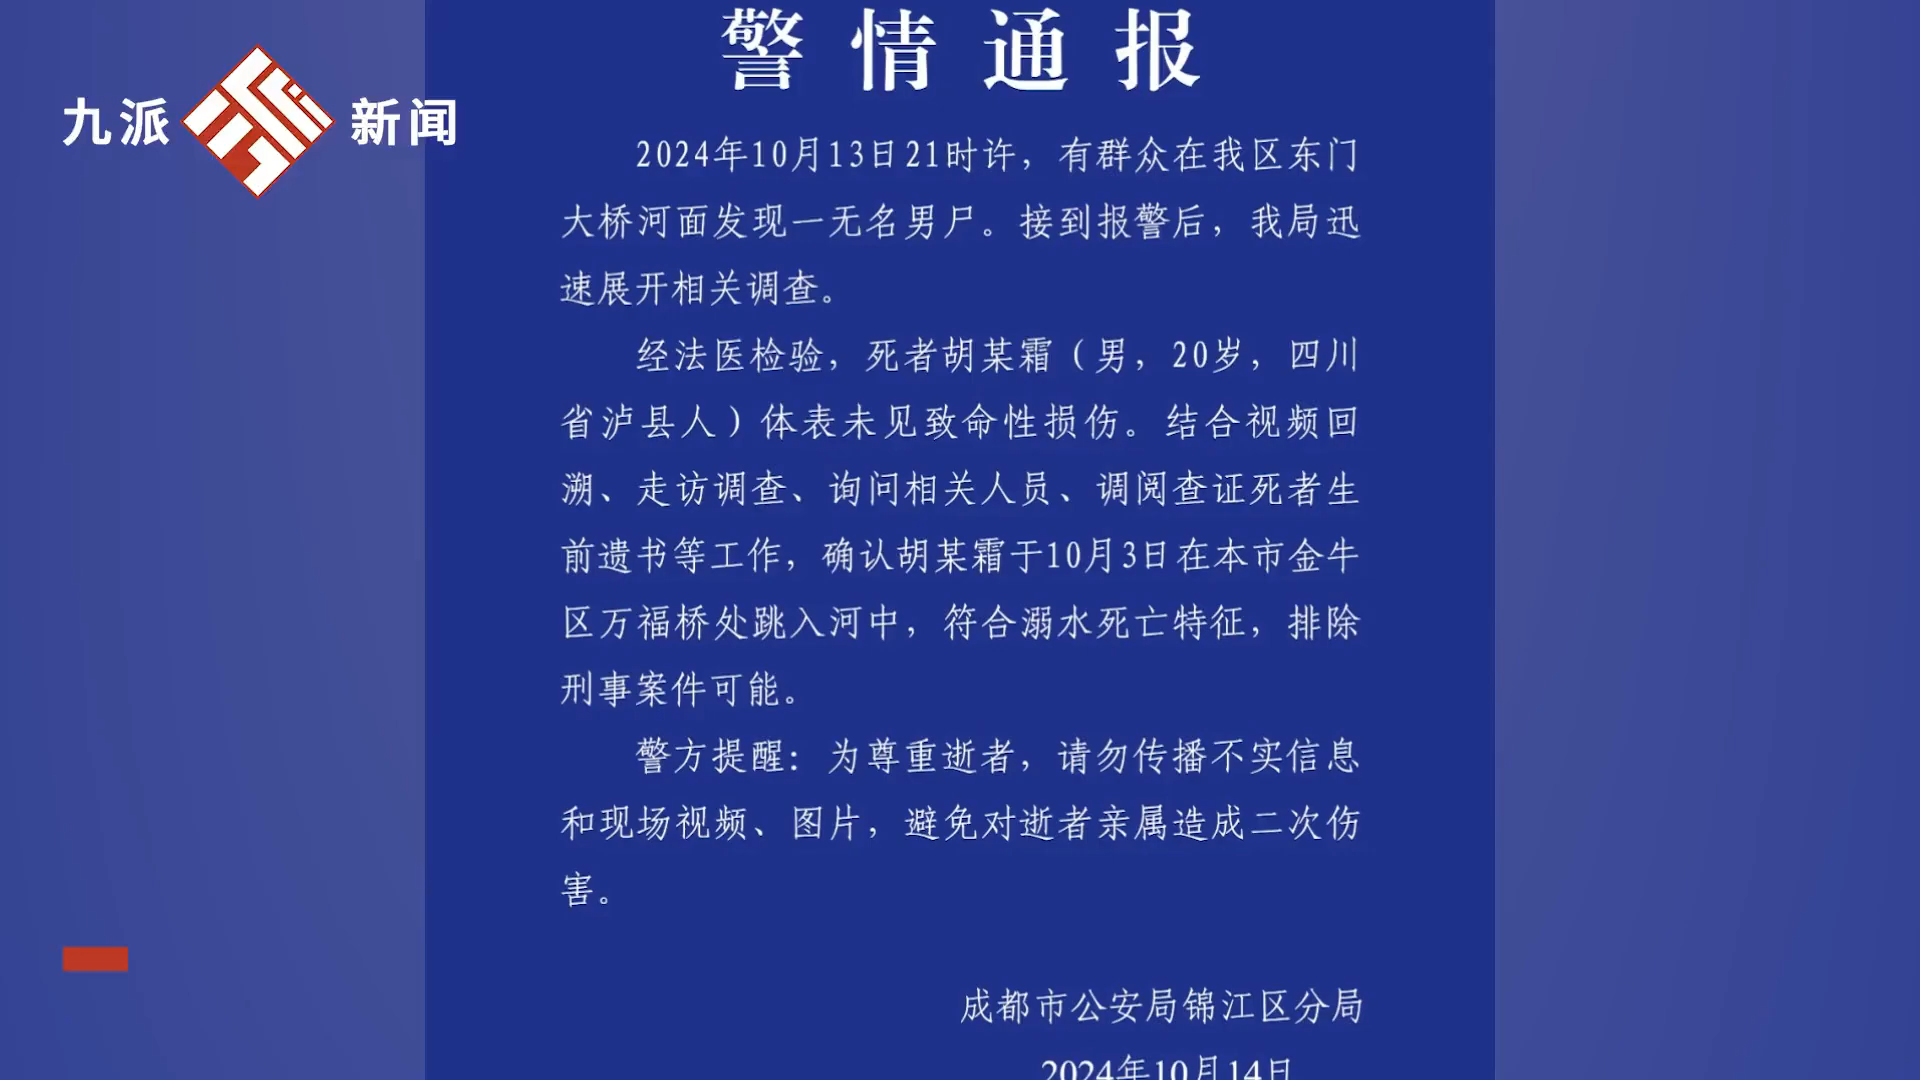 警情通报
九派 新闻
2024年10月13日21时许，有群众在我区东门
大桥河面发现一无名男尸。接到报警后，我局迅
速展开相关调查。
经法医检验，死者胡某霜（男，20岁，四川
省泸县人）体表未见致命性损伤。结合视频回
溯、走访调查、询问相关人员、调阅查证死者生
前遗书等工作，确认胡某霜于10月3日在本市金牛
区万福桥处跳入河中，符合溺水死亡特征，排除
刑事案件可能。
警方提醒：为尊重逝者，请勿传播不实信息
和现场视频、图片，避免对逝者亲属造成二次伤
害。
成都市公安局锦江区分局
2024年10月14日